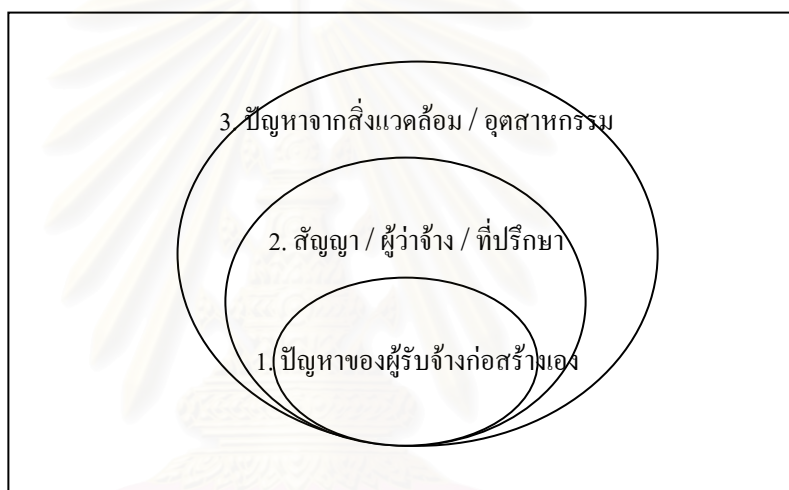 3. ปัญหาจากสิ่งแวดล้อม / อุตสาหกรรม
2. สัญญา / ผู้ว่าจ้าง / ที่ปรึกษา
1. ปัญหาของผู้รับจ้างก่อสร้างเอง